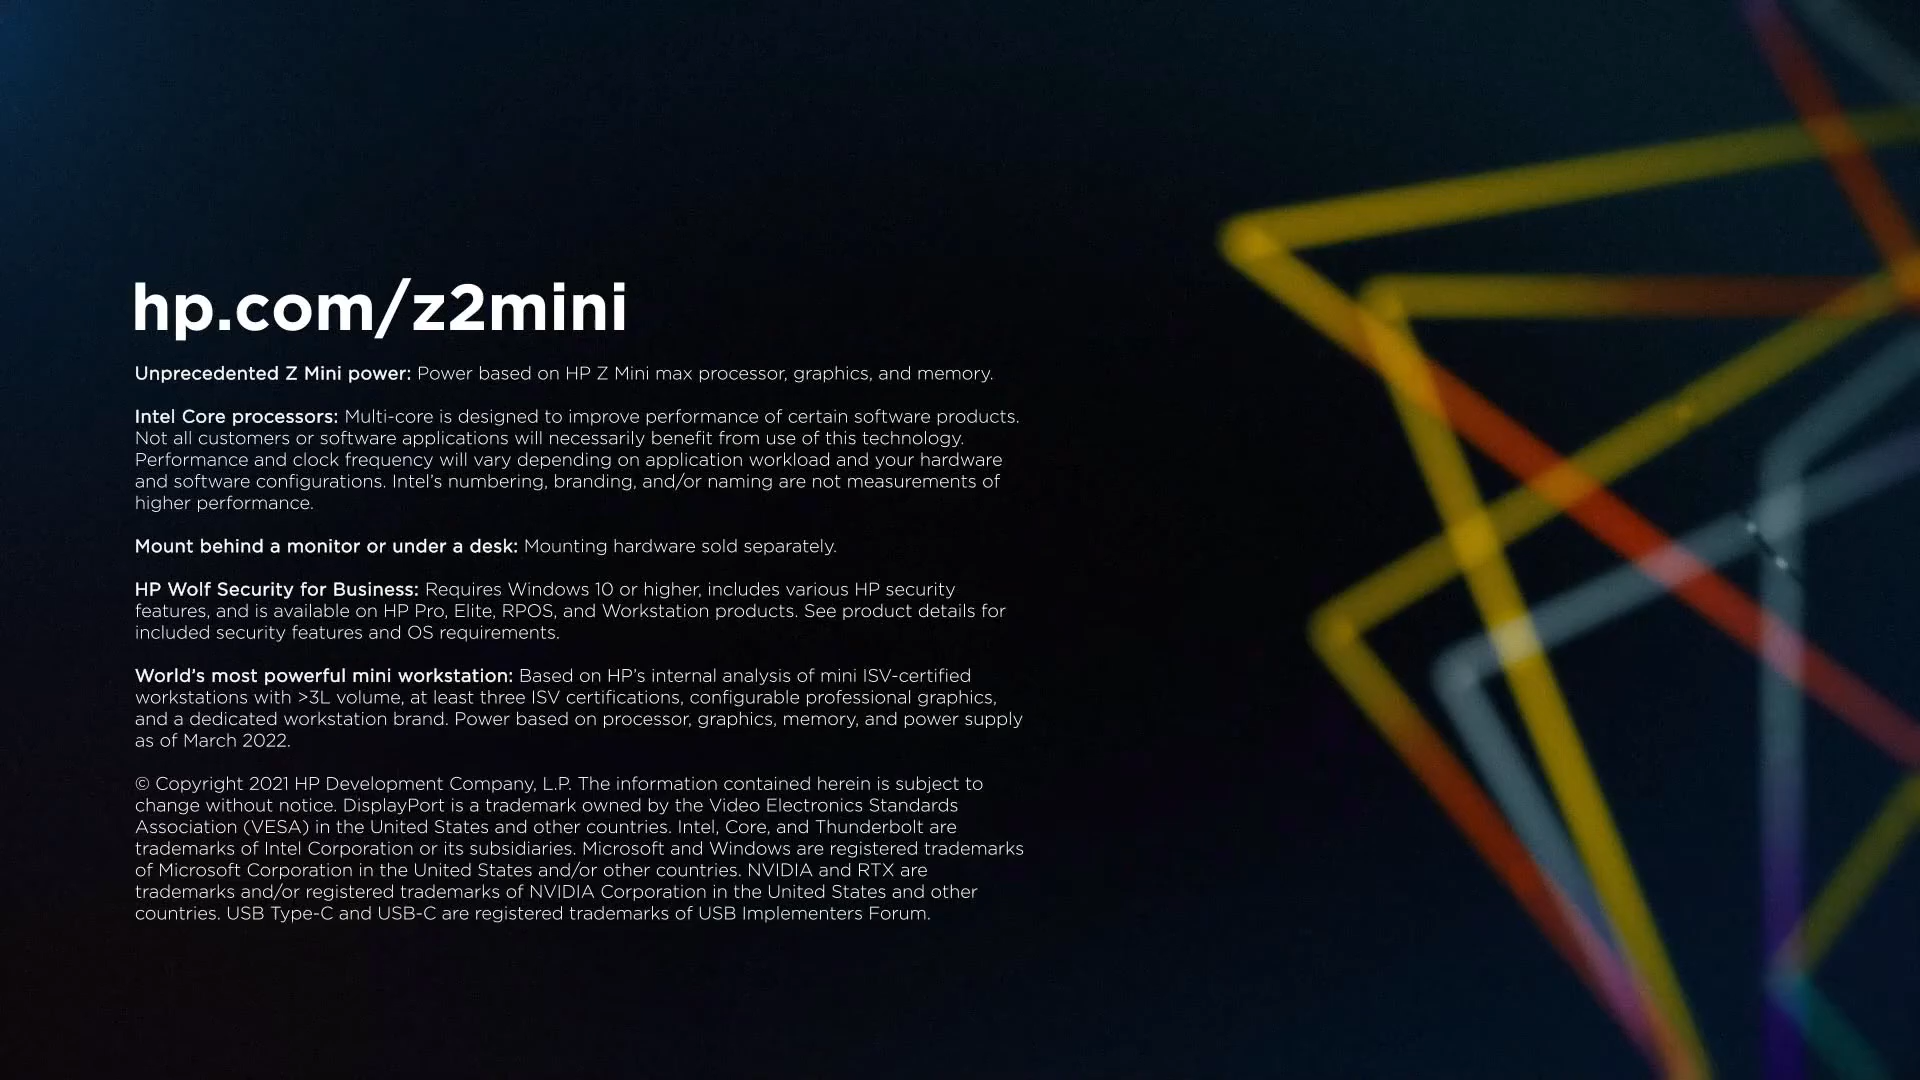 hp.com/z2mini
Unprecedented Z Mini power: Power based on HP Z Mini max processor, graphics, and memory.
Intel Core processors: Multi-core is designed to improve performance of certain software products.
Not all customers or software applications will necessarily benefit from use of this technology.
Performance and clock frequency will vary depending on application workload and your hardware
and software configurations. Intel’s numbering, branding, and/or naming are not measurements of
higher performance.
Mount behind a monitor or under a desk: Mounting hardware sold separately.
HP Wolf Security for Business: Requires Windows 10 or higher, includes various HP security
features, and is available on HP Pro, Elite, RPOS, and Workstation products. See product details for
included security features and OS requirements.
World’s most powerful mini workstation: Based on HP’s internal analysis of mini ISV-certified
workstations with >3L volume, at least three ISV certifications, configurable professional graphics,
and a dedicated workstation brand. Power based on processor, graphics, memory, and power supply
as of March 2022.
© Copyright 2021 HP Development Company, L.P. The information contained herein is subject to
change without notice. DisplayPort is a trademark owned by the Video Electronics Standards
Association (VESA) in the United States and other countries. Intel, Core, and Thunderbolt are
trademarks of Intel Corporation or its subsidiaries. Microsoft and Windows are registered trademarks
of Microsoft Corporation in the United States and/or other countries. NVIDIA and RTX are
trademarks and/or registered trademarks of NVIDIA Corporation in the United States and other
countries. USB Type-C and USB-C are registered trademarks of USB Implementers Forum.